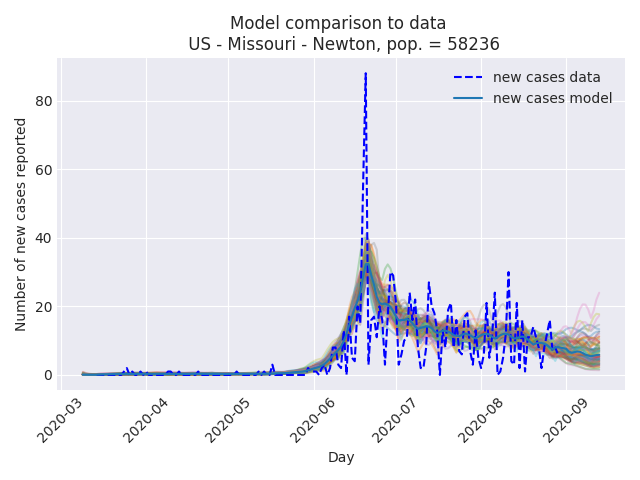 Model comparison to data
US - Missouri - Newton, pop. = 58236
new cases data
new cases model
Number of new cases reported
80
60
40
20
0
2020-03
2020-04
2020-05
2020-06
2020-07
2020-08
2020-09
Day